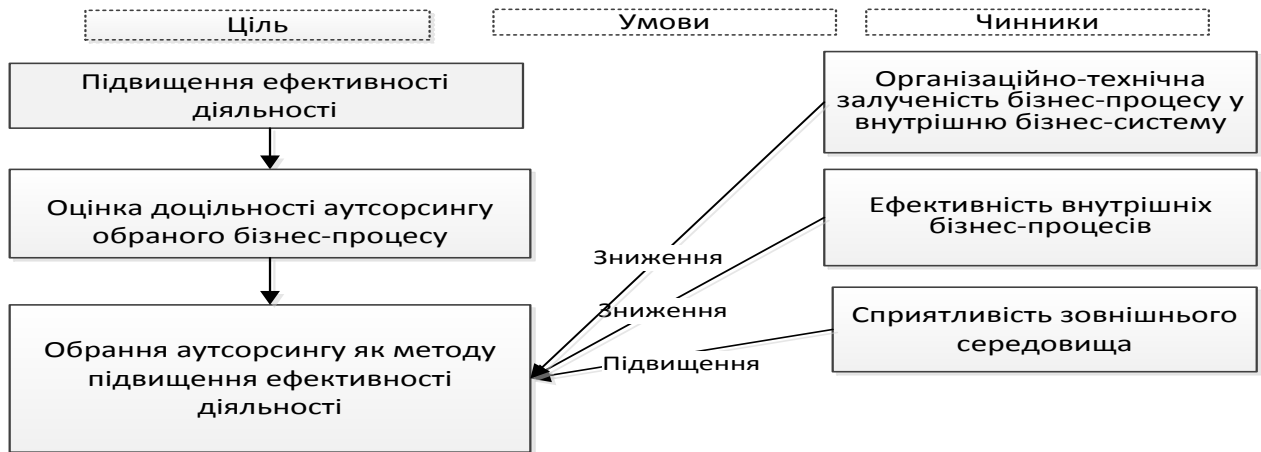 Ціль
Умови
Чинники
Підвищення ефективності
діяльності
Оцінка доцільності аутсорсингу
обраного бізнес-процесу
Обрання аутсорсингу як методу
підвищення ефективності
діяльності
Зниження
Зниження
Підвищення
Організаційно-технічна
залученість бізнес-процесу у
внутрішню бізнес-систему
Ефективність внутрішніх
бізнес-процесів
Сприятливість зовнішнього
середовища